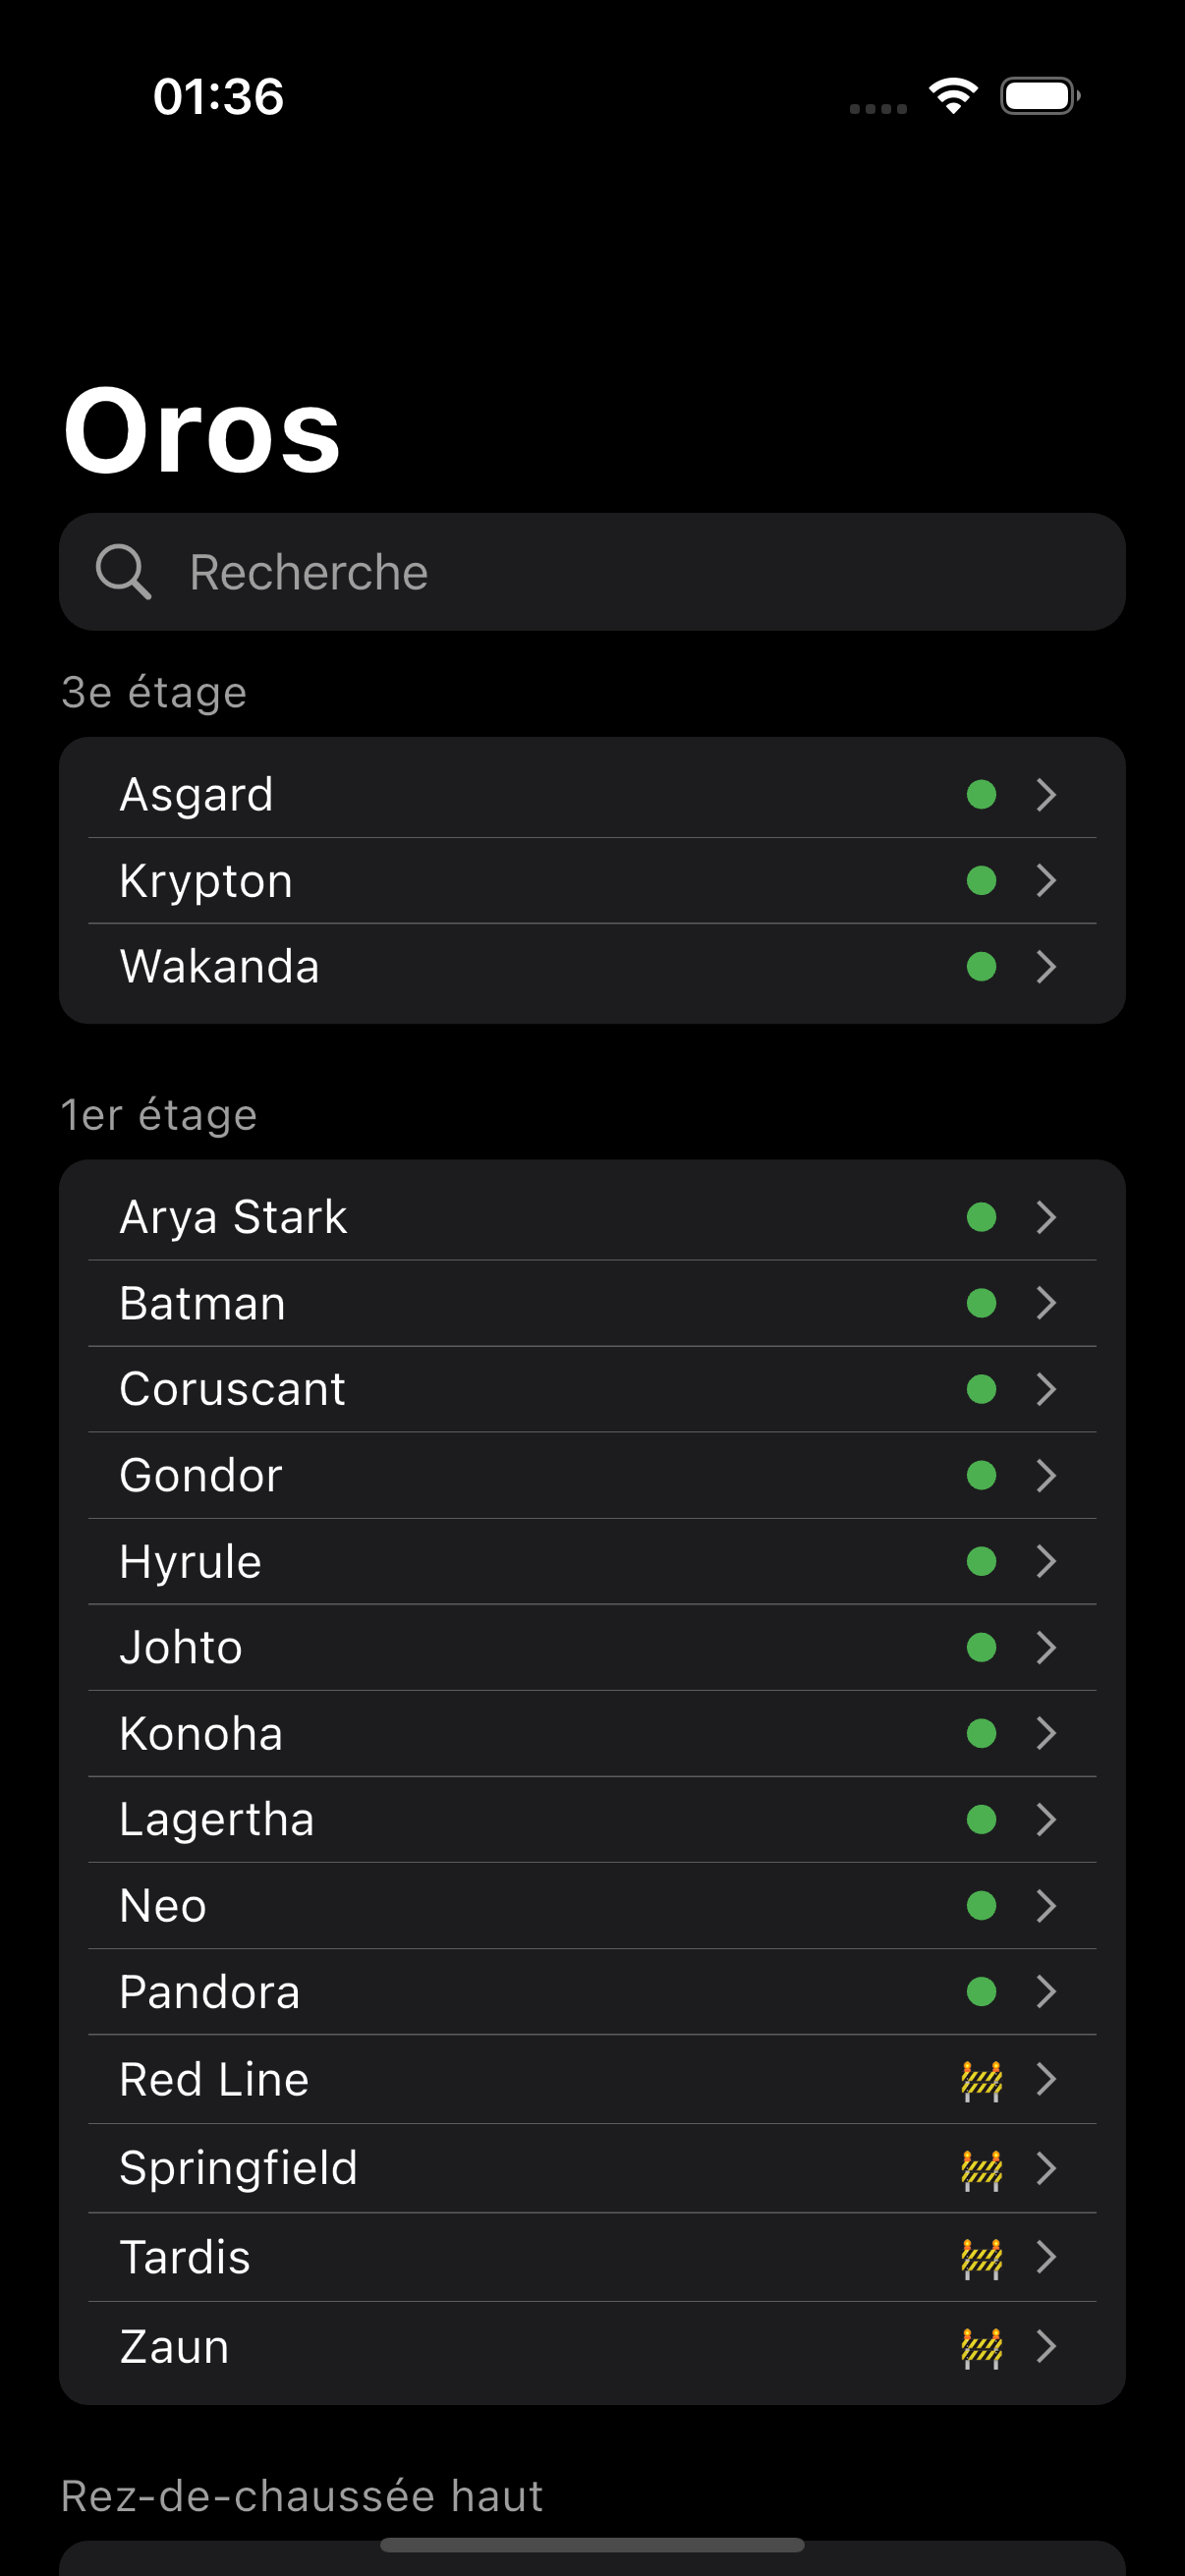 01:36
Oros
Recherche
3e étage
Asgard
Krypton
Wakanda
1er étage
Arya Stark
Batman
Coruscant
Gondor
Hyrule
Johto
Konoha
Lagertha
Neo
Pandora
Red Line
Springfield
Tardis
Zaun
Rez-de-chaussée haut